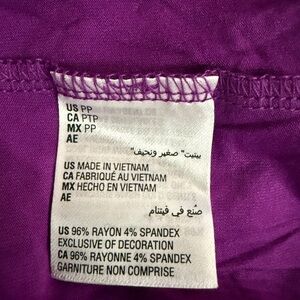 US PP
CA PTP
MX PP
AE
بيتيت" صغير ونحيف"
US MADE IN VIETNAM
CA FABRIQUÉ AU VIETNAM
MX HECHO EN VIETNAM
AE
صُنع في فيتنام
US 96% RAYON 4% SPANDEX
EXCLUSIVE OF DECORATION
CA 96% RAYONNE 4% SPANDEX
GARNITURE NON COMPRISE